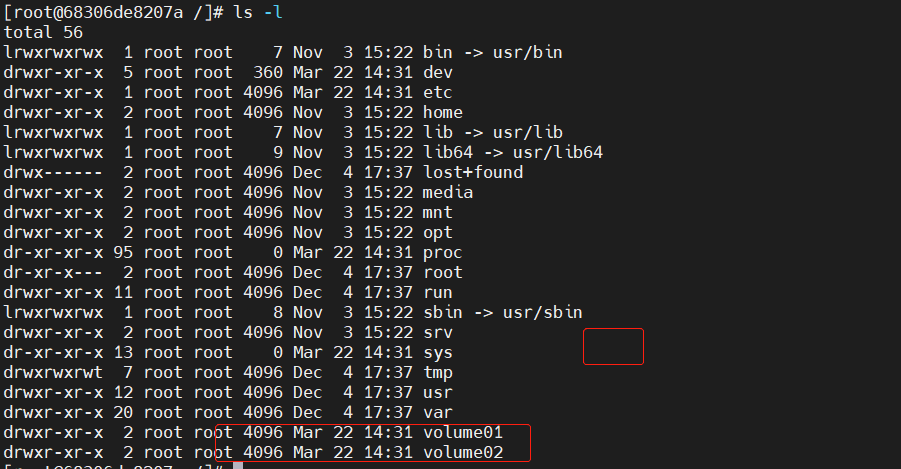 [root@68306de8207a /]# ls -l
total 56
lrwxrwxrwx  1 root root    7 Nov  3 15:22 bin -> usr/bin
drwxr-xr-x  5 root root  360 Mar 22 14:31 dev
drwxr-xr-x  1 root root 4096 Mar 22 14:31 etc
drwxr-xr-x  2 root root 4096 Nov  3 15:22 home
lrwxrwxrwx  1 root root    7 Nov  3 15:22 lib -> usr/lib
lrwxrwxrwx  1 root root    9 Nov  3 15:22 lib64 -> usr/lib64
drwx------  2 root root 4096 Dec  4 17:37 lost+found
drwxr-xr-x  2 root root 4096 Nov  3 15:22 media
drwxr-xr-x  2 root root 4096 Nov  3 15:22 mnt
drwxr-xr-x  2 root root 4096 Nov  3 15:22 opt
dr-xr-xr-x 95 root root    0 Mar 22 14:31 proc
dr-xr-x---  2 root root 4096 Dec  4 17:37 root
drwxr-xr-x 11 root root 4096 Dec  4 17:37 run
lrwxrwxrwx  1 root root    8 Nov  3 15:22 sbin -> usr/sbin
drwxr-xr-x  2 root root 4096 Nov  3 15:22 srv
dr-xr-xr-x 13 root root    0 Mar 22 14:31 sys
drwxrwxrwt  7 root root 4096 Dec  4 17:37 tmp
drwxr-xr-x 12 root root 4096 Dec  4 17:37 usr
drwxr-xr-x 20 root root 4096 Dec  4 17:37 var
drwxr-xr-x  2 root root 4096 Mar 22 14:31 volume01
drwxr-xr-x  2 root root 4096 Mar 22 14:31 volume02
[root@68306de8207a /]#